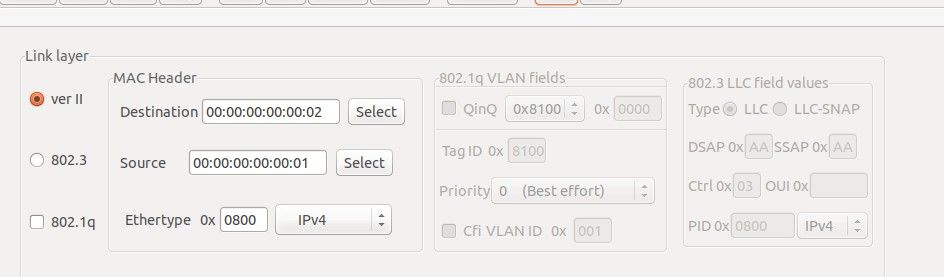 Link layer
ver II
802.3
802.1q
MAC Header
Destination 00:00:00:00:00:02 Select
Source 00:00:00:00:00:01 Select
Ethertype 0x 0800 IPv4
802.1q VLAN fields
QinQ 0x8100 0x 0000
Tag ID 0x 8100
Priority 0 (Best effort)
Cfi VLAN ID 0x 001
802.3 LLC field values
Type LLC LLC-SNAP
DSAP 0x AA SSAP 0x AA
Ctrl 0x 03 OUI 0x
PID 0x 0800 IPv4